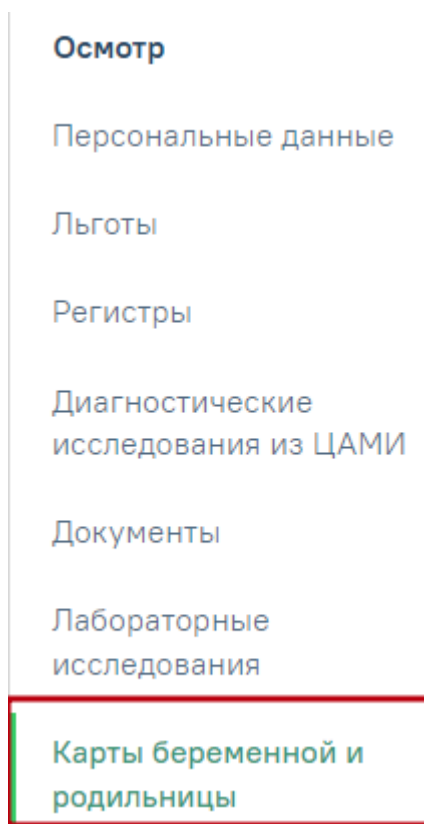 Осмотр
Персональные данные
Льготы
Регистры
Диагностические
исследования из ЦАМИ
Документы
Лабораторные
исследования
Карты беременной и
родильницы